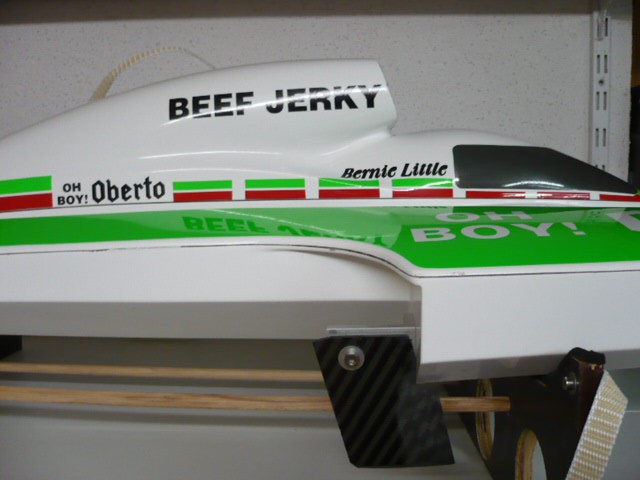 BEEF JERKY
Bernie Little
OH
BOY! Oberto
OH
BOY!